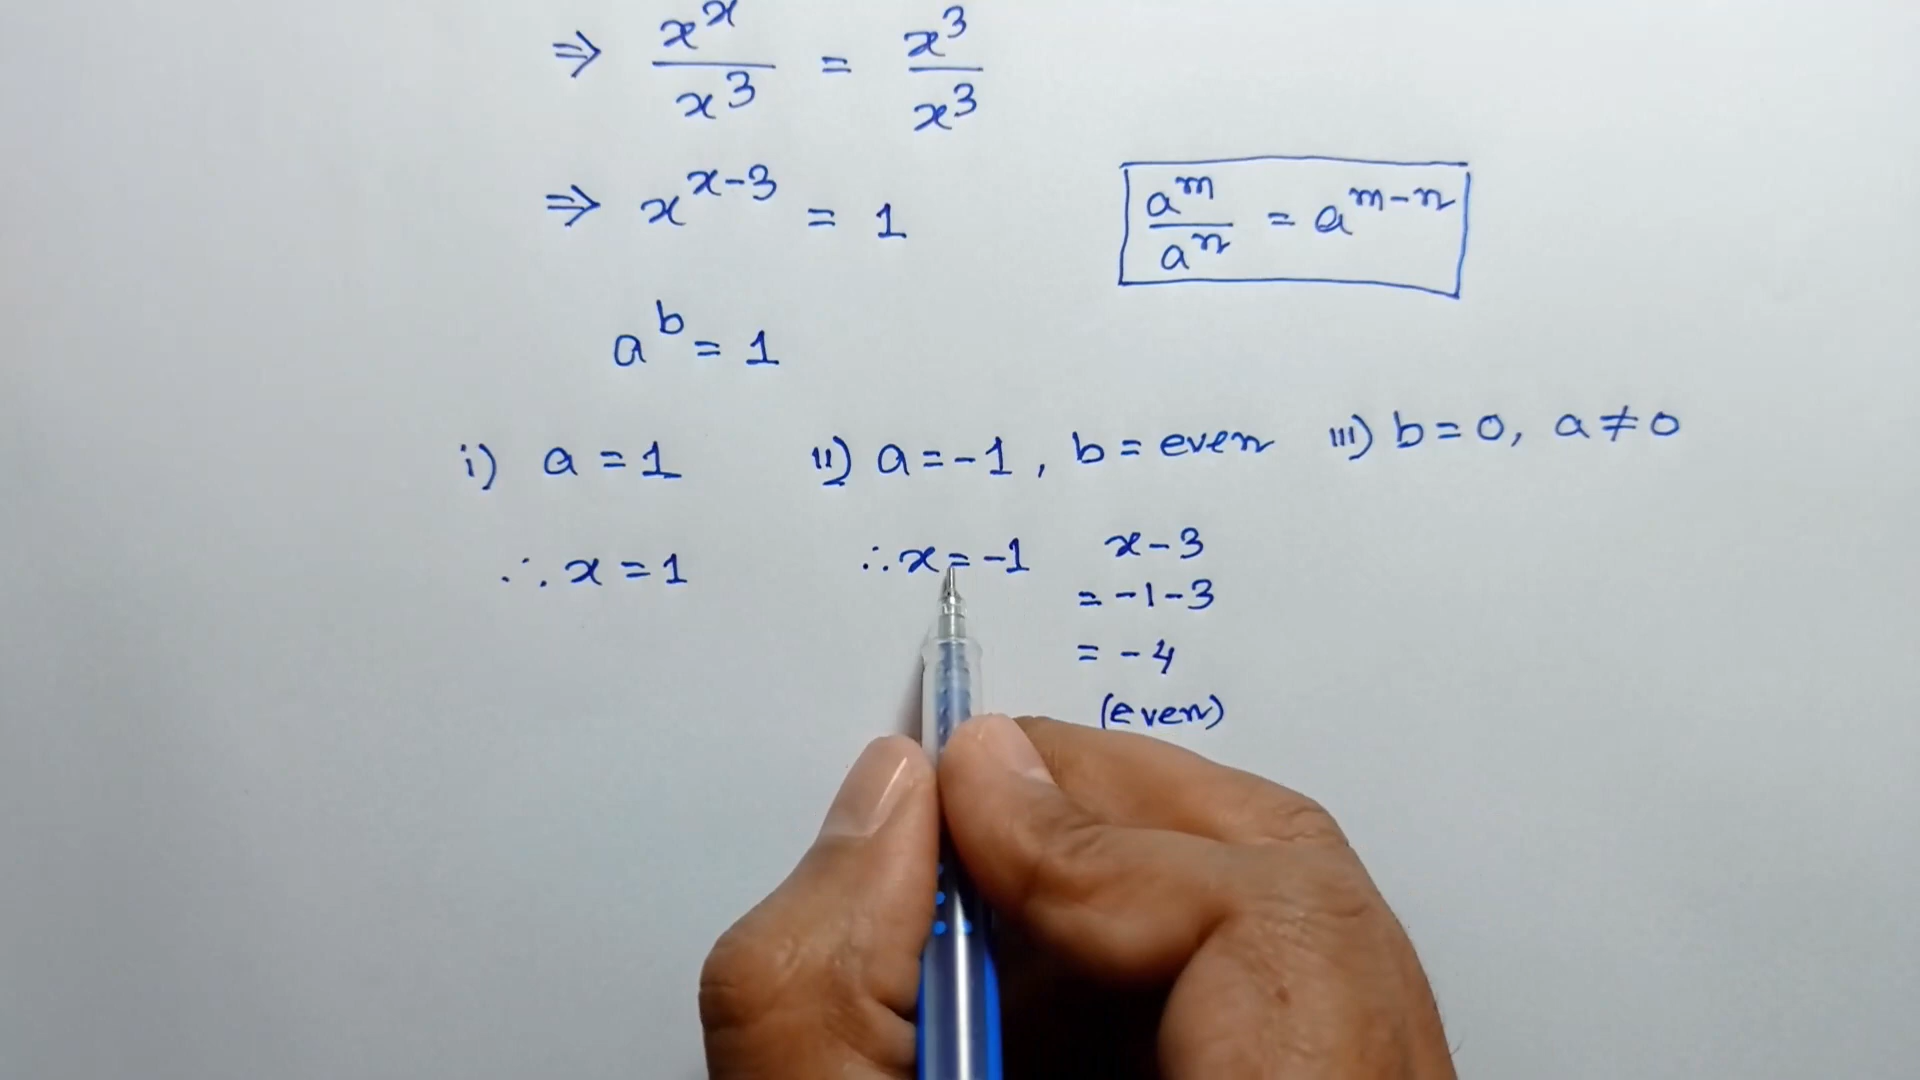 ⇒ x^x / x^3 = x^3 / x^3
⇒ x^(x-3) = 1
a^m / a^n = a^(m-n)
a^b = 1
i) a = 1
ii) a = -1, b = even
iii) b = 0, a ≠ 0
∴ x = 1
∴ x = -1
x - 3
= -1 - 3
= -4
(even)